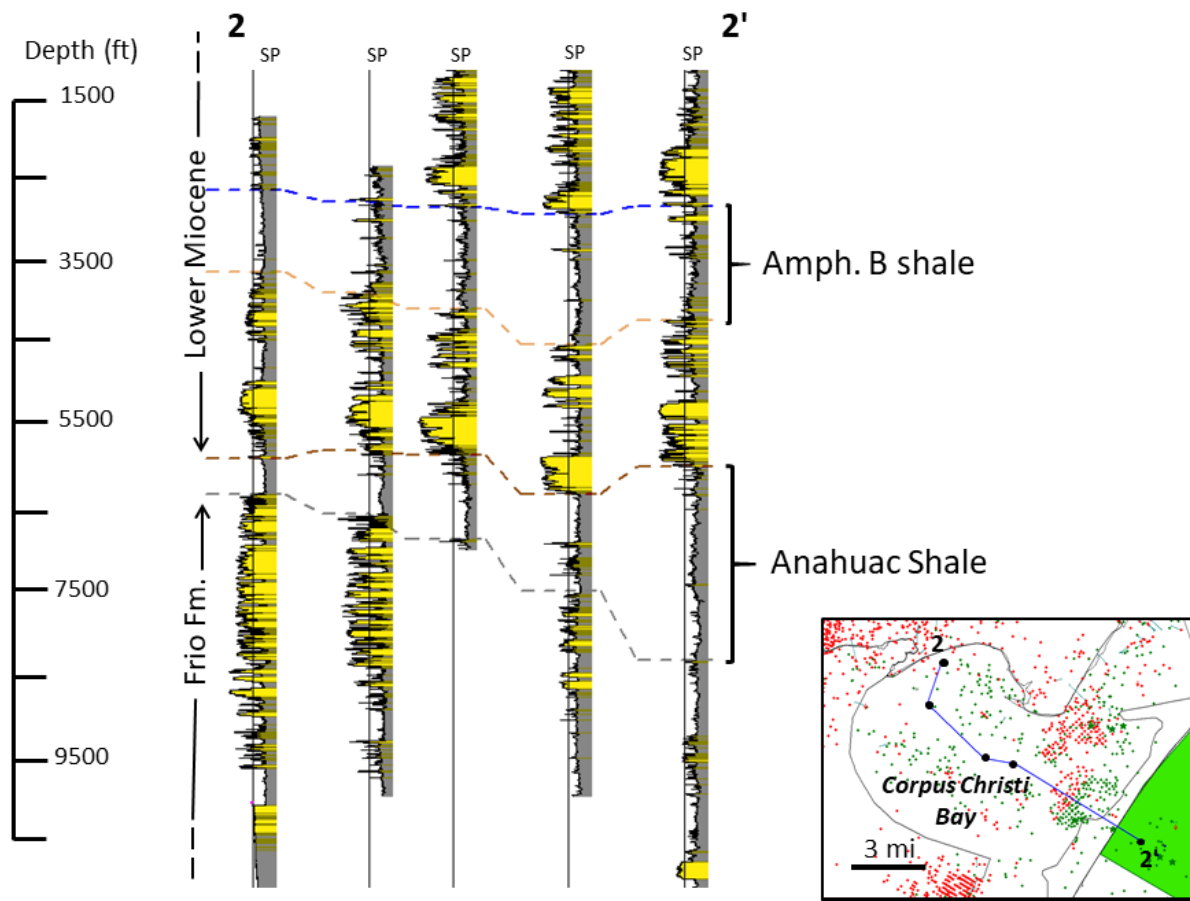 2
2'
Depth (ft)
SP
SP
SP
SP
SP
1500
3500
5500
7500
9500
Lower Miocene
Frio Fm.
Amph. B shale
Anahuac Shale
2
Corpus Christi
Bay
3 mi
2'